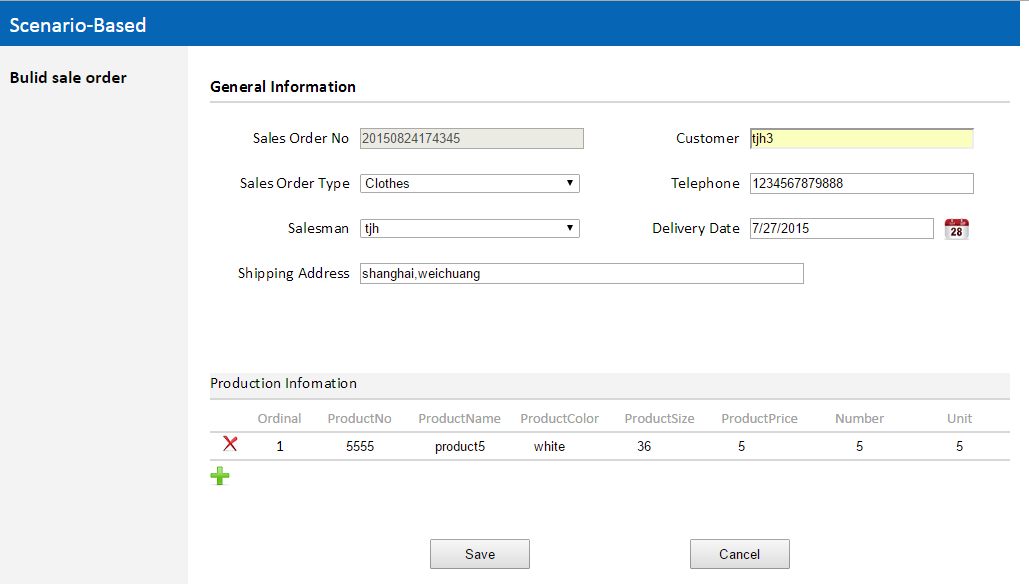 Scenario-Based
Bulid sale order
General Information
Sales Order No 20150824174345 Customer tjh3
Sales Order Type Clothes Telephone 1234567879888
Salesman tjh Delivery Date 7/27/2015 28
Shipping Address shanghai,weichuang
Production Infomation
Ordinal ProductNo ProductName ProductColor ProductSize ProductPrice Number Unit
1 5555 product5 white 36 5 5 5
Save Cancel